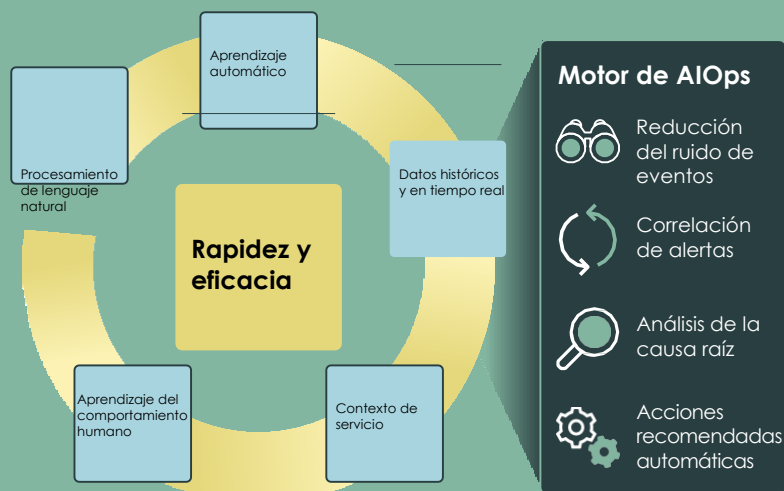 Aprendizaje
automático
Procesamiento
de lenguaje
natural
Datos históricos
y en tiempo real
Rapidez y
eficacia
Aprendizaje del
comportamiento
humano
Contexto de
servicio
Motor de AIOps
Reducción
del ruido de
eventos
Correlación
de alertas
Análisis de la
causa raíz
Acciones
recomendadas
automáticas